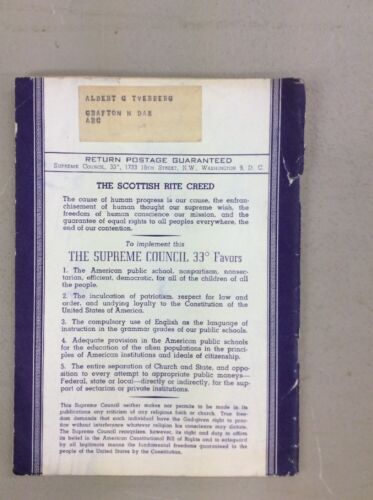 ALBERT G TVERBERG
GRAFTON N DAK
ABG
RETURN POSTAGE GUARANTEED
SUPREME COUNCIL, 33°, 1733 16TH STREET, N.W., WASHINGTON 9, D. C.
THE SCOTTISH RITE CREED
The cause of human progress is our cause, the enfran-
chisement of human thought our supreme wish, the
freedom of human conscience our mission, and the
guarantee of equal rights to all peoples everywhere, the
end of our contention.
To implement this
THE SUPREME COUNCIL 33° Favors
1. The American public school, nonpartisan, nonsec-
tarian, efficient, democratic, for all of the children of all
the people.
2. The inculcation of patriotism, respect for law and
order, and undying loyalty to the Constitution of the
United States of America.
3. The compulsory use of English as the language of
instruction in the grammar grades of our public schools.
4. Adequate provision in the American public schools
for the education of the alien populations in the princi-
ples of American institutions and ideals of citizenship.
5. The entire separation of Church and State, and oppo-
sition to every attempt to appropriate public moneys—
Federal, state or local—directly or indirectly, for the sup-
port of sectarian or private institutions.
This Supreme Council neither makes nor permits to be made in its
publications any criticism of any religious faith or church. True free-
dom demands that each individual have the God-given right to prac-
tice without interference whatever religion his conscience may dictate.
The Supreme Council recognizes, however, its right and duty to affirm
its belief in the American Constitutional Bill of Rights and to safeguard
by all legitimate means the fundamental freedoms guaranteed to the
people of the United States by the Constitution.